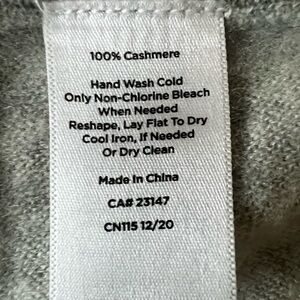 100% Cashmere
Hand Wash Cold
Only Non-Chlorine Bleach
When Needed
Reshape, Lay Flat To Dry
Cool Iron, If Needed
Or Dry Clean
Made In China
CA# 23147
CN115 12/20